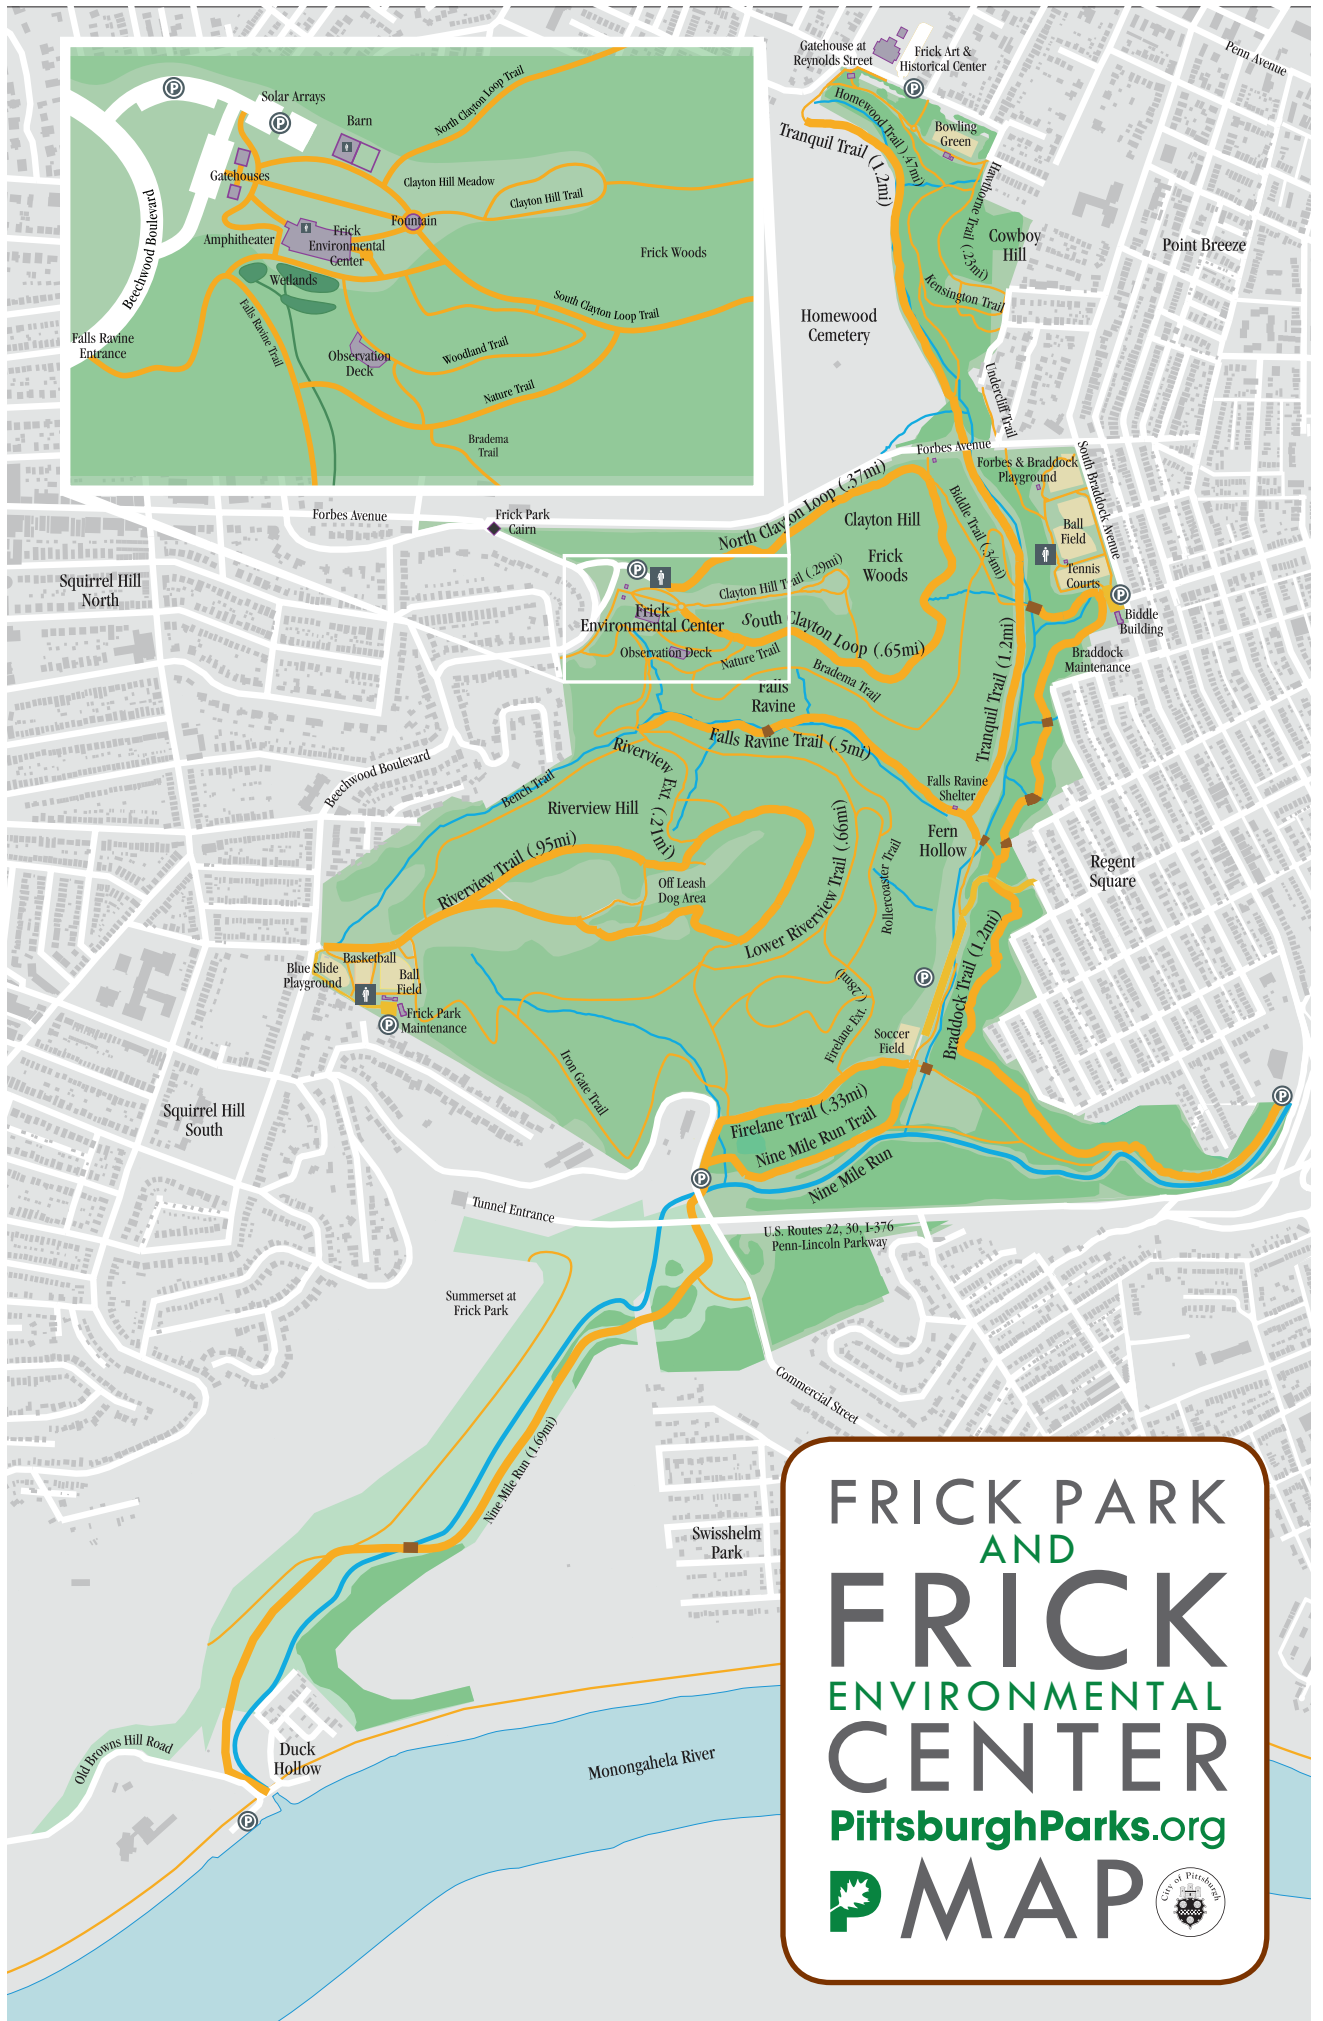 Solar Arrays
Barn
North Clayton Loop Trail
Gatehouses
Clayton Hill Meadow
Clayton Hill Trail
Beechwood Boulevard
Fountain
Amphitheater
Frick
Environmental
Center
Frick Woods
Wetlands
Falls Ravine Trail
South Clayton Loop Trail
Falls Ravine
Entrance
Observation
Deck
Woodland Trail
Nature Trail
Bradema
Trail
P
P
Gatehouse at
Reynolds Street
Frick Art &
Historical Center
P
Penn Avenue
Homewood Trail (.47mi)
Tranquil Trail (1.2mi)
Bowling
Green
Hawthorne Trail (.23mi)
Cowboy
Hill
Point Breeze
Kensington Trail
Homewood
Cemetery
Undercliff Trail
Forbes Avenue
Forbes & Braddock
Playground
South Braddock Avenue
Forbes Avenue
Frick Park
Cairn
North Clayton Loop (.37mi)
Clayton Hill
Biddle Trail (.34mi)
Ball
Field
Frick
Woods
Squirrel Hill
North
P
Clayton Hill Trail (.29mi)
Tennis
Courts
P
Frick
Environmental Center
South Clayton Loop (.65mi)
Biddle
Building
Observation Deck
Nature Trail
Bradema Trail
Braddock
Maintenance
Tranquil Trail (1.2mi)
Falls
Ravine
Falls Ravine Trail (.5mi)
Riverview Ext. (.21mi)
Beechwood Boulevard
Bench Trail
Riverview Hill
Falls Ravine
Shelter
Riverview Trail (.95mi)
Fern
Hollow
Regent
Square
Off Leash
Dog Area
Lower Riverview Trail (.99mi)
Rollercoaster Trail
Braddock Trail (1.2mi)
Blue Slide
Playground
Basketball
Ball
Field
P
Frick Park
Maintenance
P
Firelane Ext. (.28mi)
Soccer
Field
Iron Gate Trail
Squirrel Hill
South
Firelane Trail (.33mi)
Nine Mile Run Trail
Nine Mile Run
P
P
Tunnel Entrance
U.S. Routes 22, 30, I-376
Penn-Lincoln Parkway
Summerset at
Frick Park
Commercial Street
Nine Mile Run (1.69mi)
Swisshelm
Park
Duck
Hollow
Old Browns Hill Road
Monongahela River
P
FRICK PARK
AND
FRICK
ENVIRONMENTAL
CENTER
PittsburghParks.org
P MAP
City of Pittsburgh